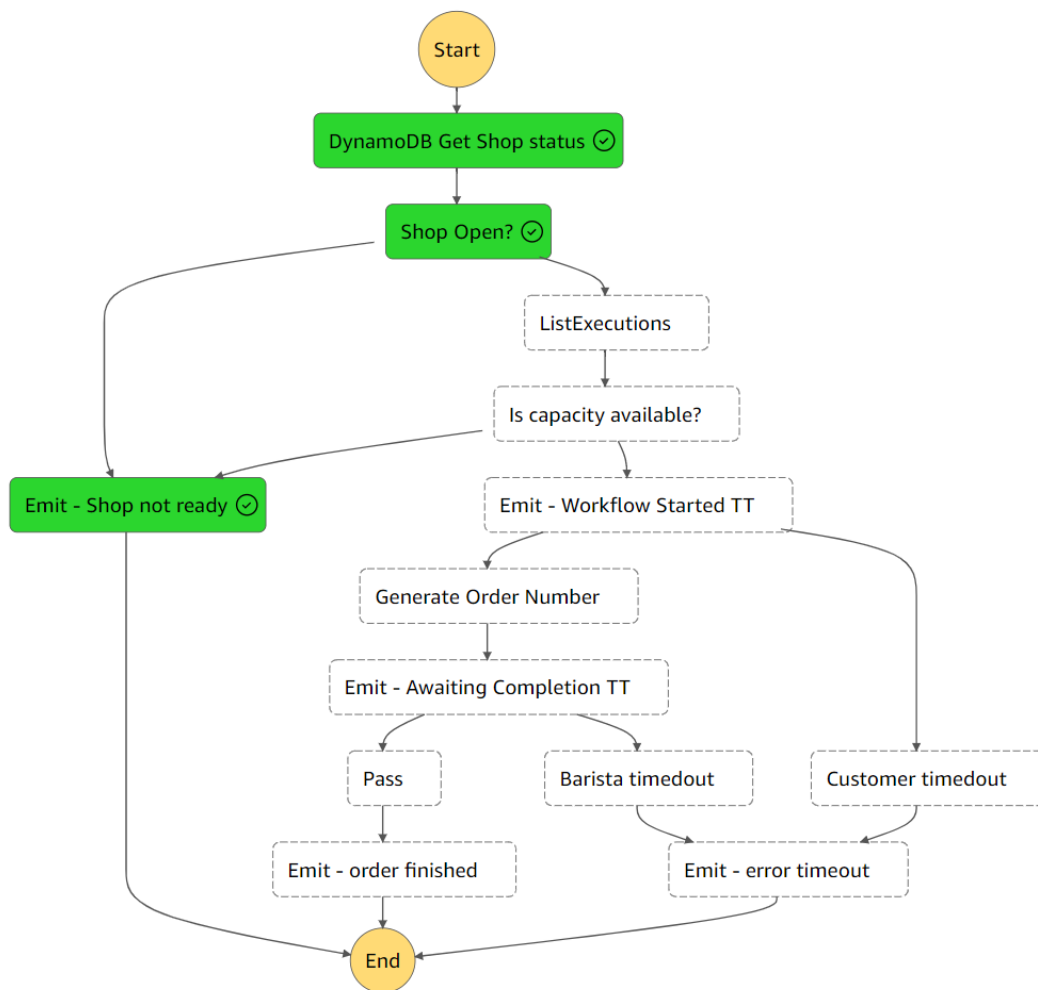 Start
DynamoDB Get Shop status
Shop Open?
ListExecutions
Is capacity available?
Emit - Shop not ready
Emit - Workflow Started TT
Generate Order Number
Emit - Awaiting Completion TT
Pass
Barista timedout
Customer timedout
Emit - order finished
Emit - error timeout
End